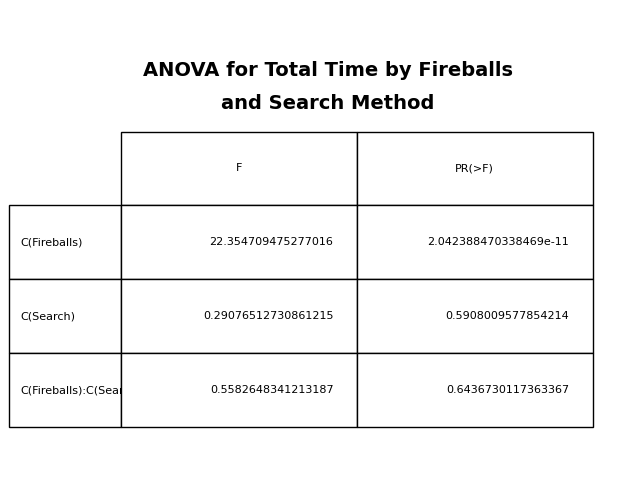 ANOVA for Total Time by Fireballs
and Search Method
F PR(>F)
C(Fireballs) 22.354709475277016 2.042388470338469e-11
C(Search) 0.29076512730861215 0.5908009577854214
C(Fireballs):C(Sear 0.5582648341213187 0.6436730117363367